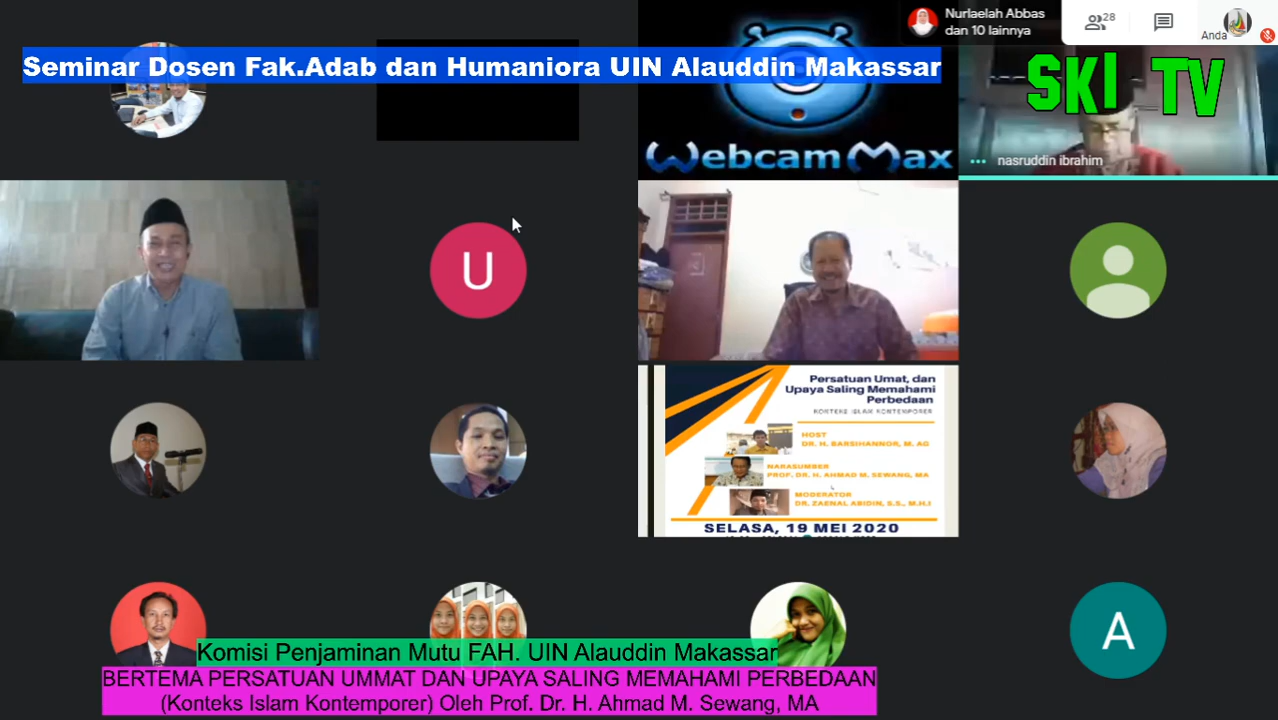 Nurlaelah Abbas
dan 10 lainnya
28
Anda
Seminar Dosen Fak.Adab dan Humaniora UIN Alauddin Makassar
SKI_TV
WebcamMax
nasruddin ibrahim
U
Persatuan Umat, dan
Upaya Saling Memahami
Perbedaan
KONTEKS ISLAM KONTEMPORER
HOST
DR. H. BARSIHANNOR, M. AG
NARASUMBER
PROF. DR. H. AHMAD M. SEWANG, MA
MODERATOR
DR. ZAENAL ABIDIN, S.S., M.H.I
SELASA, 19 MEI 2020
A
Komisi Penjaminan Mutu FAH. UIN Alauddin Makassar
BERTEMA PERSATUAN UMMAT DAN UPAYA SALING MEMAHAMI PERBEDAAN
(Konteks Islam Kontemporer) Oleh Prof. Dr. H. Ahmad M. Sewang, MA